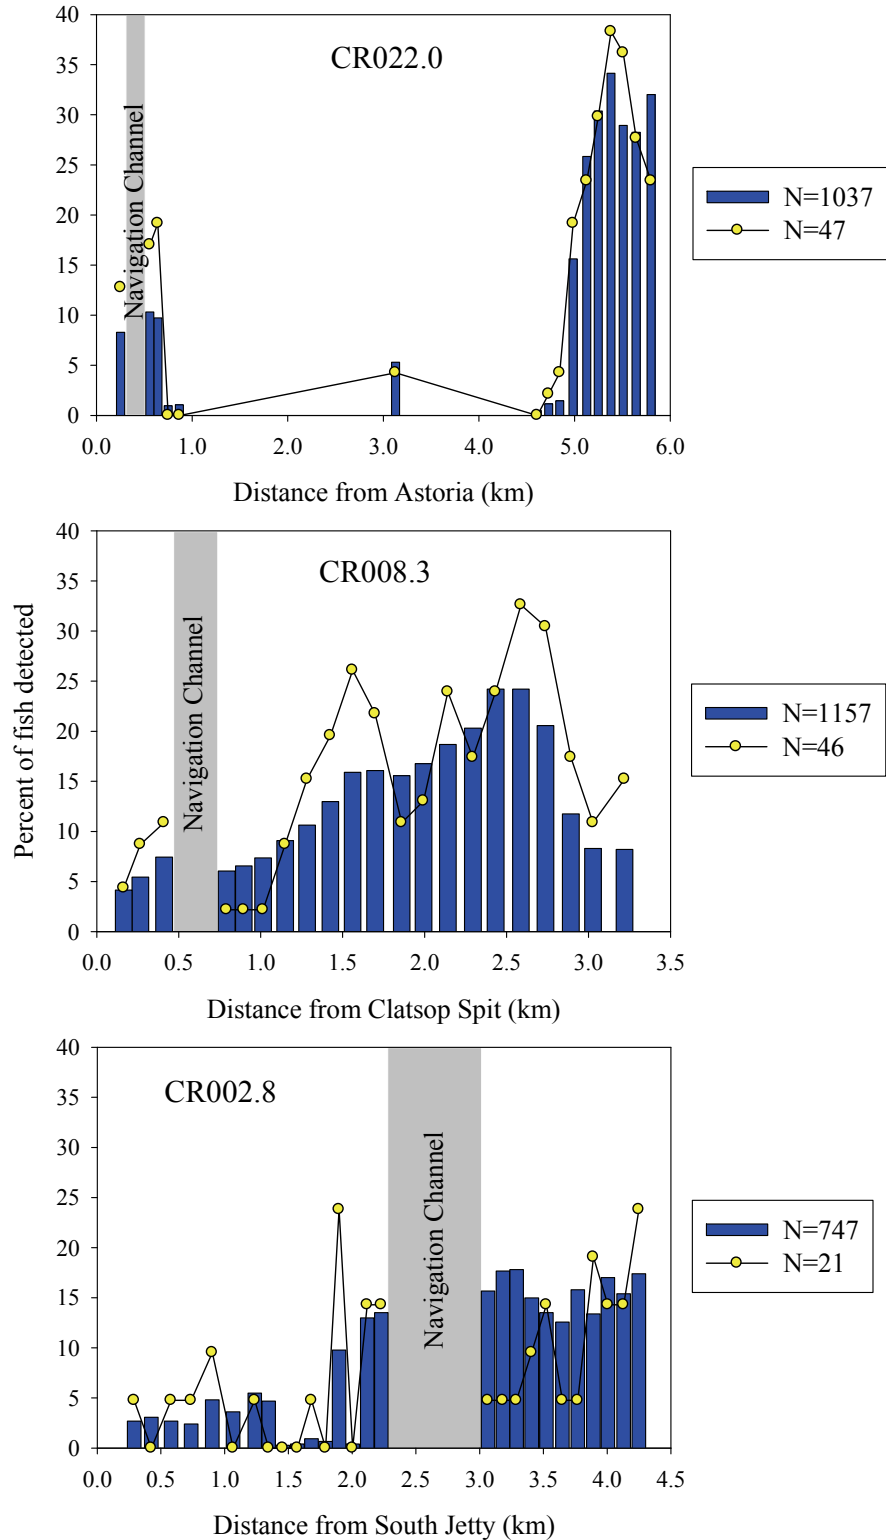 40
35
30
25
20
15
10
5
0
CR022.0
Navigation Channel
N=1037
N=47
0.0 1.0 2.0 3.0 4.0 5.0 6.0
Distance from Astoria (km)
Percent of fish detected
40
35
30
25
20
15
10
5
0
CR008.3
Navigation Channel
N=1157
N=46
0.0 0.5 1.0 1.5 2.0 2.5 3.0 3.5
Distance from Clatsop Spit (km)
40
35
30
25
20
15
10
5
0
CR002.8
Navigation Channel
N=747
N=21
0.0 0.5 1.0 1.5 2.0 2.5 3.0 3.5 4.0 4.5
Distance from South Jetty (km)